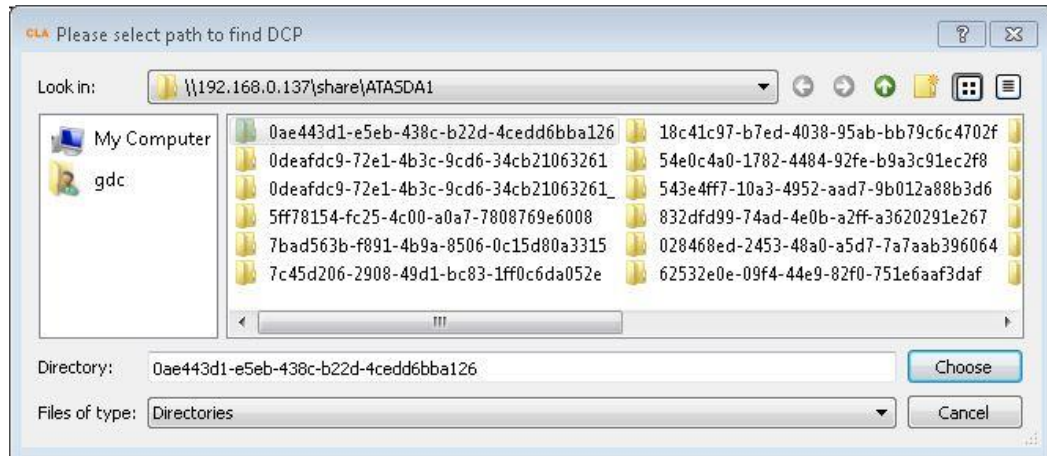 CLA Please select path to find DCP
Look in: \\192.168.0.137\share\ATASDA1
My Computer
gdc
0ae443d1-e5eb-438c-b22d-4cedd6bba126
0deafdc9-72e1-4b3c-9cd6-34cb21063261
0deafdc9-72e1-4b3c-9cd6-34cb21063261_
5ff78154-fc25-4c00-a0a7-7808769e6008
7bad563b-f891-4b9a-8506-0c15d80a3315
7c45d206-2908-49d1-bc83-1ff0c6da052e
18c41c97-b7ed-4038-95ab-bb79c6c4702f
54e0c4a0-1782-4484-92fe-b9a3c91ec2f8
543e4ff7-10a3-4952-aad7-9b012a88b3d6
832dfd99-74ad-4e0b-a2ff-a3620291e267
028468ed-2453-48a0-a5d7-7a7aab396064
62532e0e-09f4-44e9-82f0-751e6aaf3daf
Directory: 0ae443d1-e5eb-438c-b22d-4cedd6bba126 Choose
Files of type: Directories Cancel